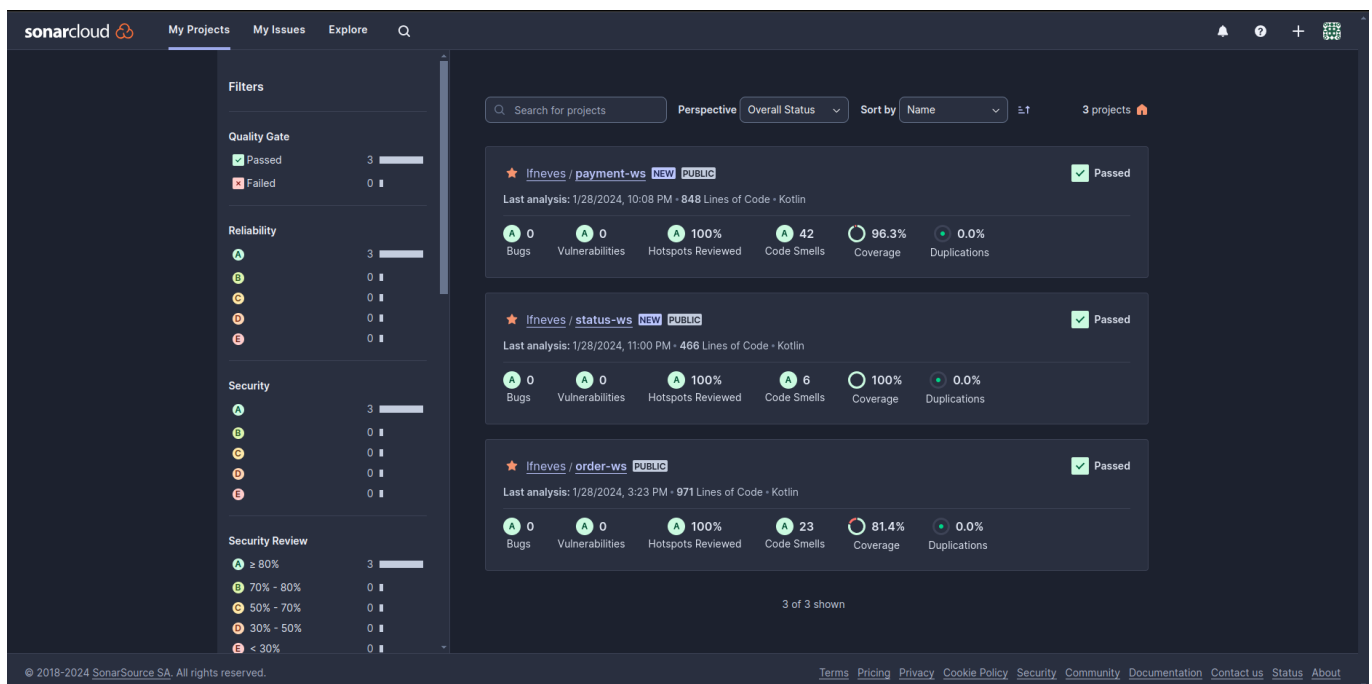 sonarcloud My Projects My Issues Explore
Filters
Quality Gate
Passed 3
Failed 0
Reliability
A 3
B 0
C 0
D 0
E 0
Security
A 3
B 0
C 0
D 0
E 0
Security Review
A ≥ 80% 3
B 70% - 80% 0
C 50% - 70% 0
D 30% - 50% 0
E < 30% 0
Search for projects Perspective Overall Status Sort by Name 3 projects
lfneves / payment-ws NEW PUBLIC Passed
Last analysis: 1/28/2024, 10:08 PM • 848 Lines of Code • Kotlin
A 0 A 0 A 100% A 42 96.3% 0.0%
Bugs Vulnerabilities Hotspots Reviewed Code Smells Coverage Duplications
lfneves / status-ws NEW PUBLIC Passed
Last analysis: 1/28/2024, 11:00 PM • 466 Lines of Code • Kotlin
A 0 A 0 A 100% A 6 100% 0.0%
Bugs Vulnerabilities Hotspots Reviewed Code Smells Coverage Duplications
lfneves / order-ws PUBLIC Passed
Last analysis: 1/28/2024, 3:23 PM • 971 Lines of Code • Kotlin
A 0 A 0 A 100% A 23 81.4% 0.0%
Bugs Vulnerabilities Hotspots Reviewed Code Smells Coverage Duplications
3 of 3 shown
© 2018-2024 SonarSource SA. All rights reserved. Terms Pricing Privacy Cookie Policy Security Community Documentation Contact us Status About